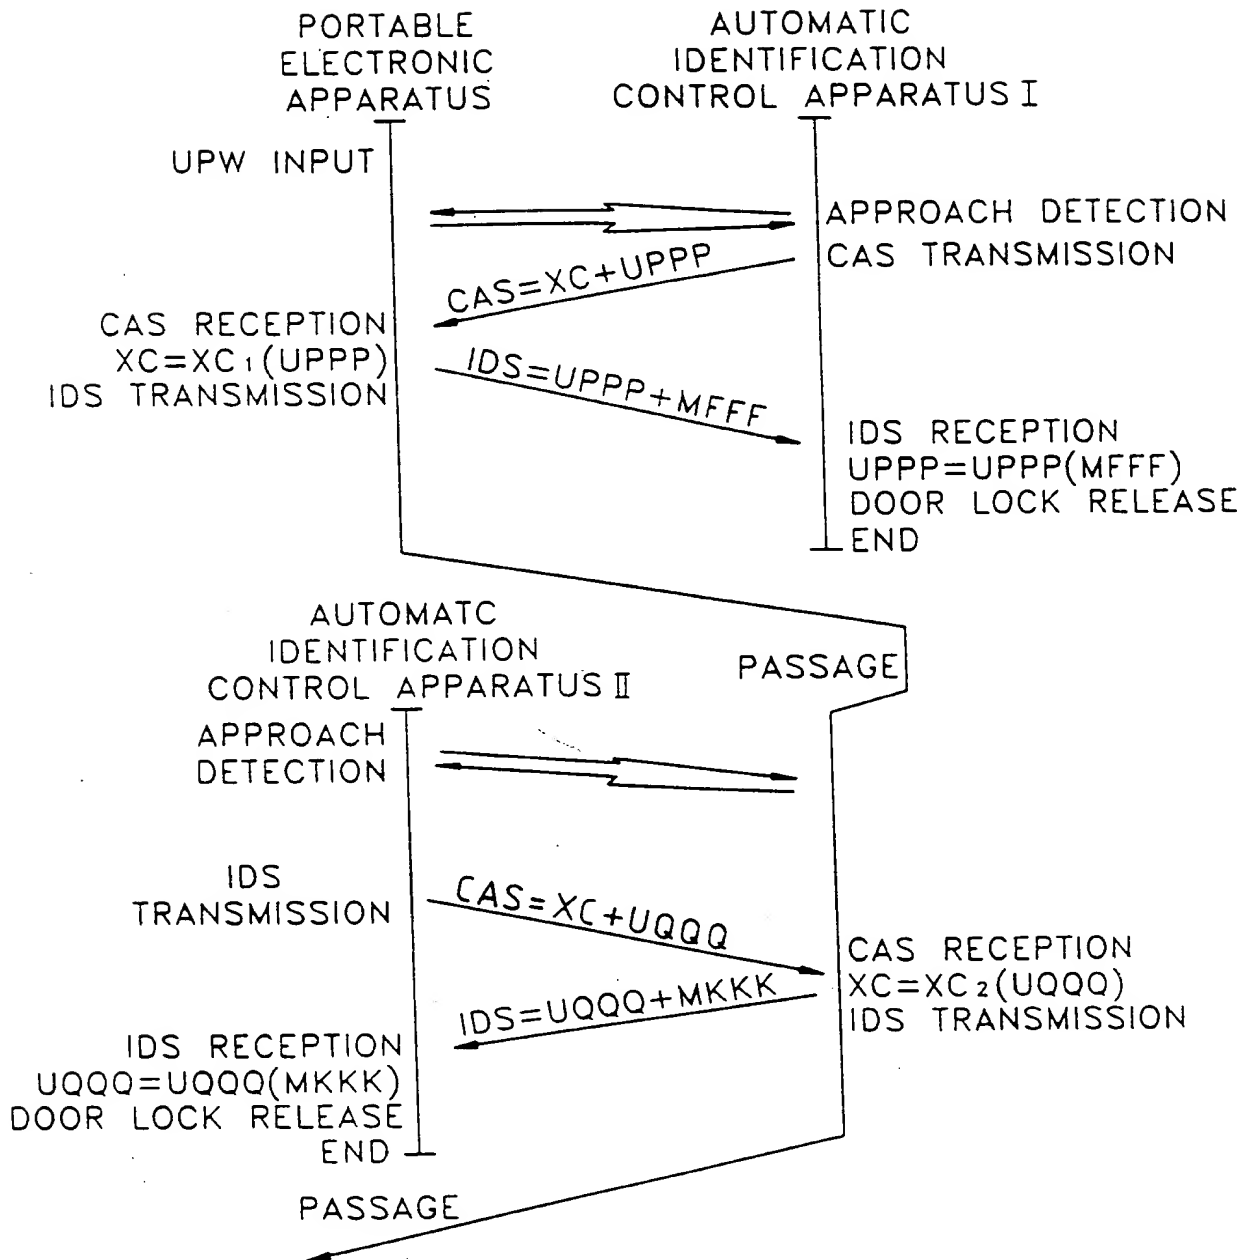 PORTABLE
ELECTRONIC
APPARATUS
AUTOMATIC
IDENTIFICATION
CONTROL APPARATUS I
UPW INPUT
APPROACH DETECTION
CAS TRANSMISSION
CAS=XC+UPPP
CAS RECEPTION
XC=XC1(UPPP)
IDS TRANSMISSION
IDS=UPPP+MFFF
IDS RECEPTION
UPPP=UPPP(MFFF)
DOOR LOCK RELEASE
END
AUTOMATC
IDENTIFICATION
CONTROL APPARATUS II
PASSAGE
APPROACH
DETECTION
IDS
TRANSMISSION
CAS=XC+UQQQ
CAS RECEPTION
XC=XC2(UQQQ)
IDS TRANSMISSION
IDS=UQQQ+MKKK
IDS RECEPTION
UQQQ=UQQQ(MKKK)
DOOR LOCK RELEASE
END
PASSAGE